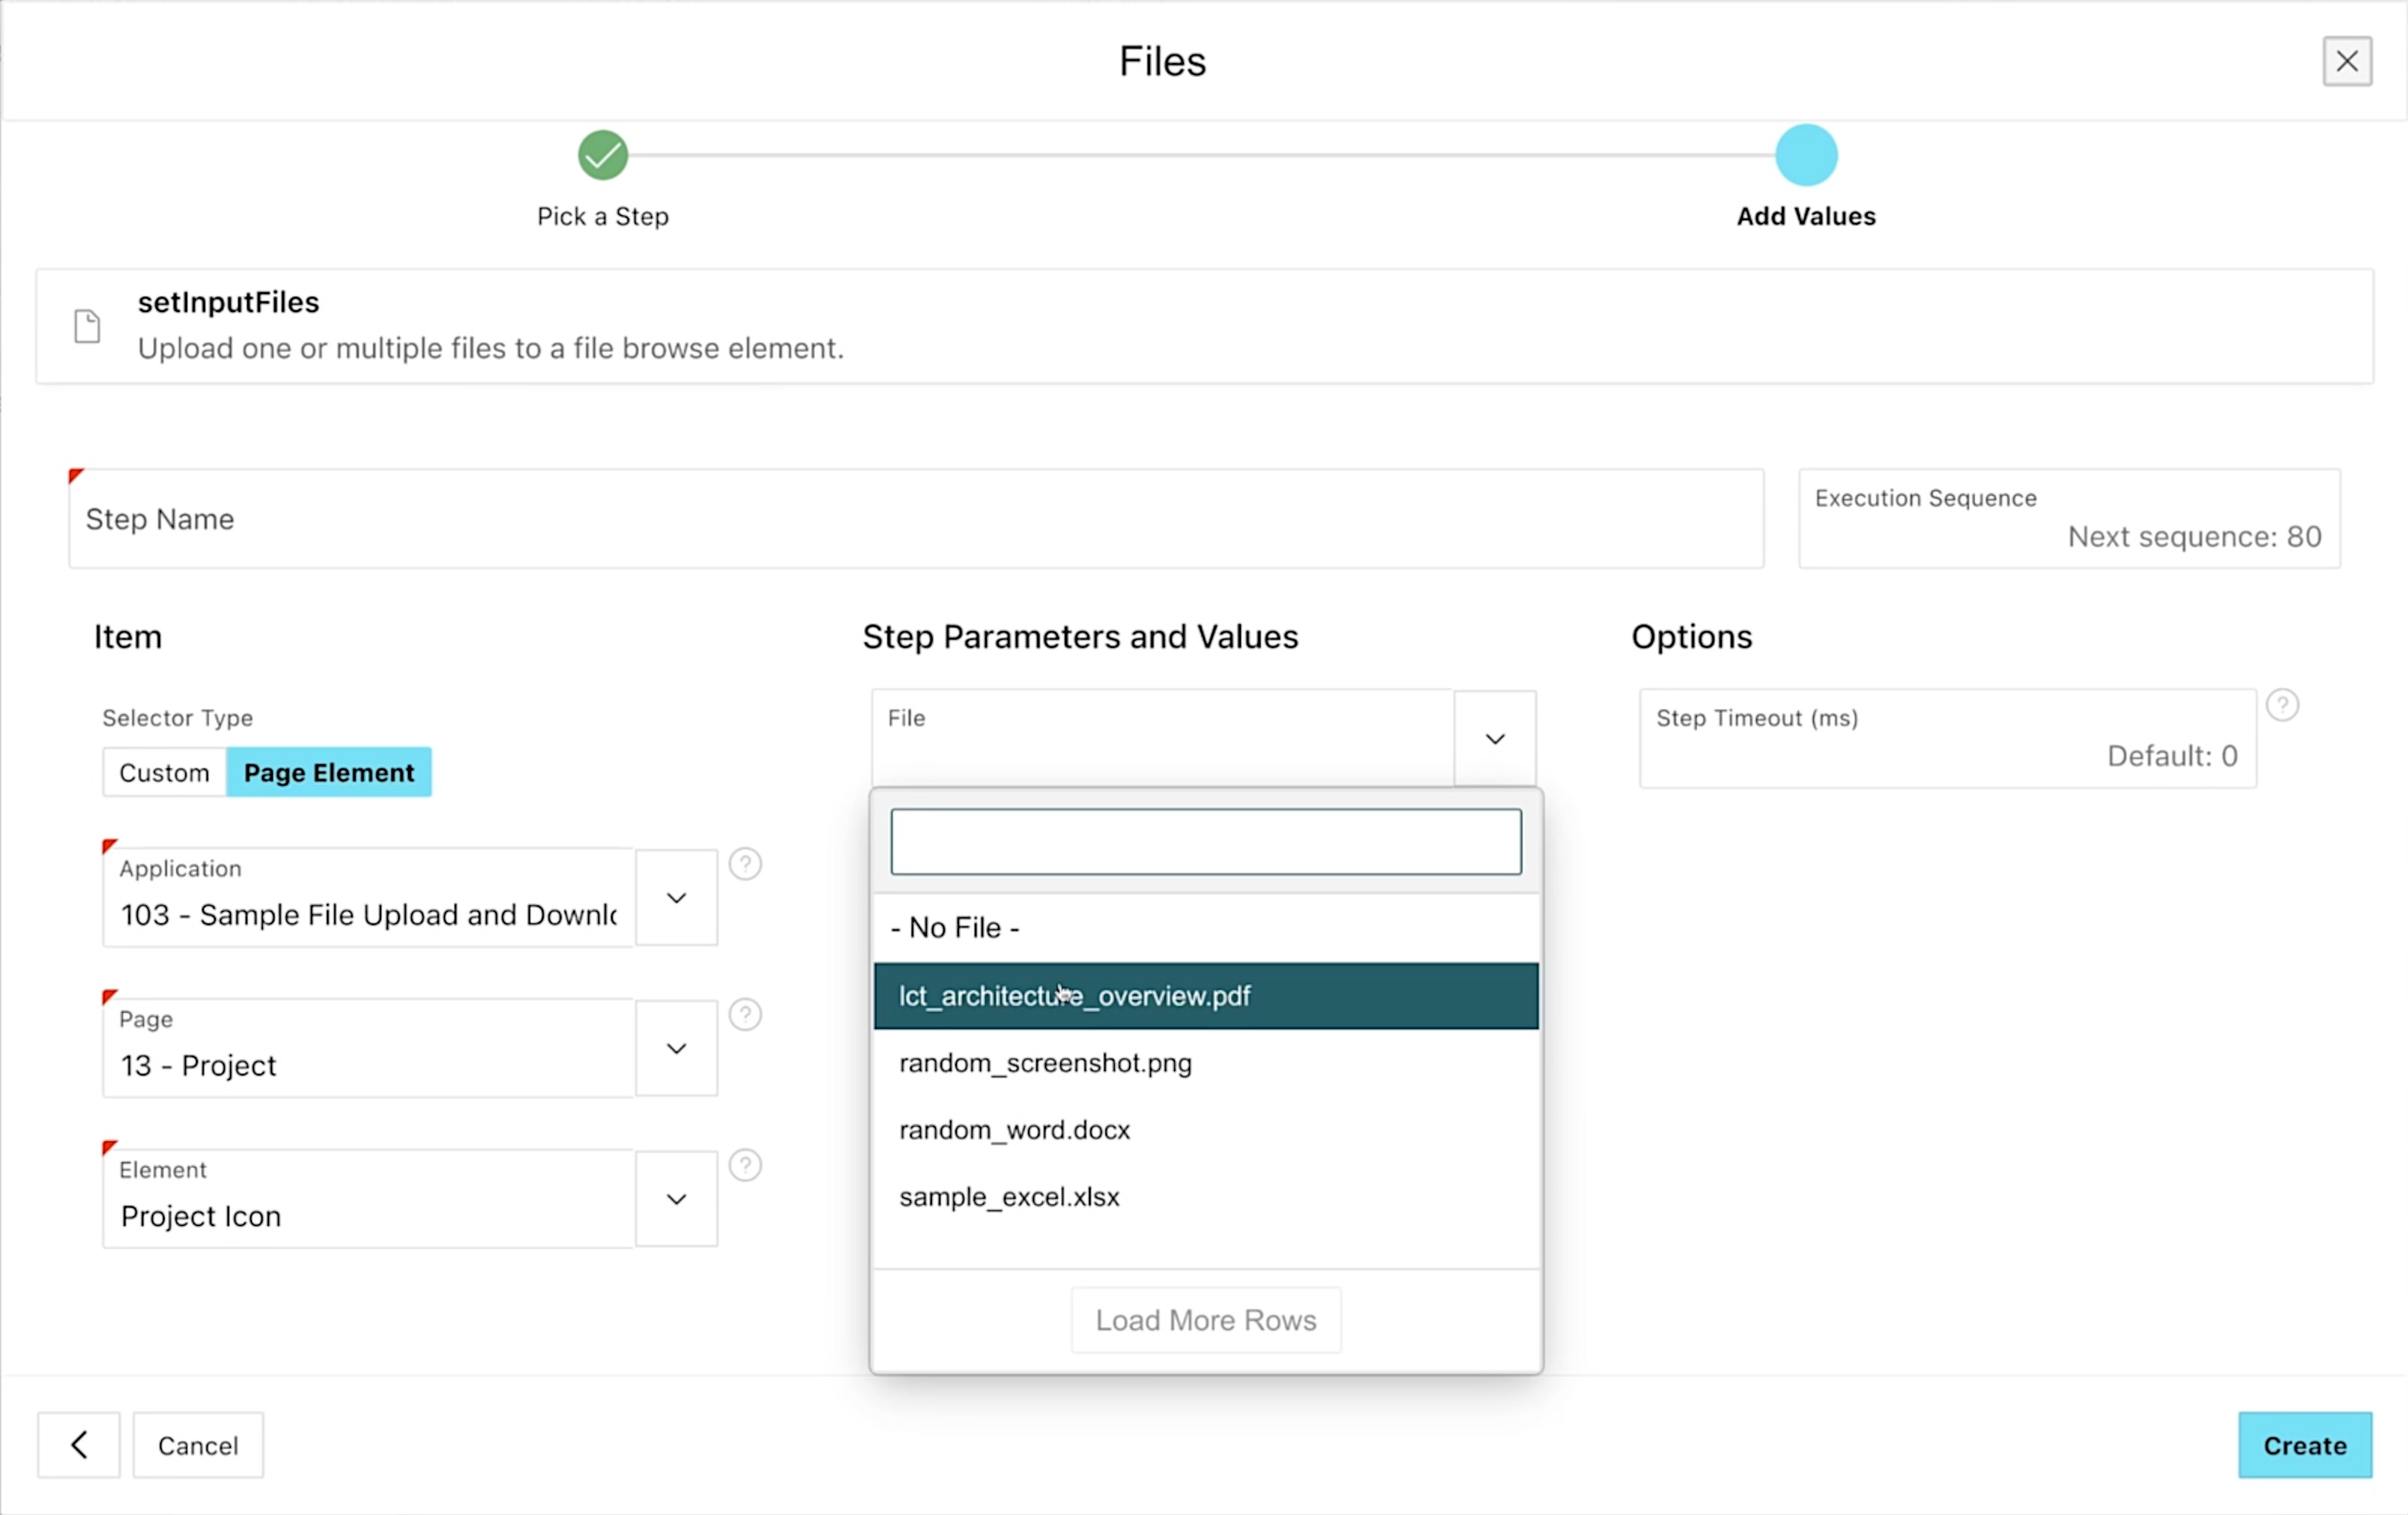 Files
Pick a Step
Add Values
setInputFiles
Upload one or multiple files to a file browse element.
Step Name
Execution Sequence
Next sequence: 80
Item
Step Parameters and Values
Options
Selector Type
Custom
Page Element
File
Step Timeout (ms)
Default: 0
?
Application
103 - Sample File Upload and Downlo
?
Page
13 - Project
?
Element
Project Icon
?
- No File -
lct_architecture_overview.pdf
random_screenshot.png
random_word.docx
sample_excel.xlsx
Load More Rows
Cancel
Create